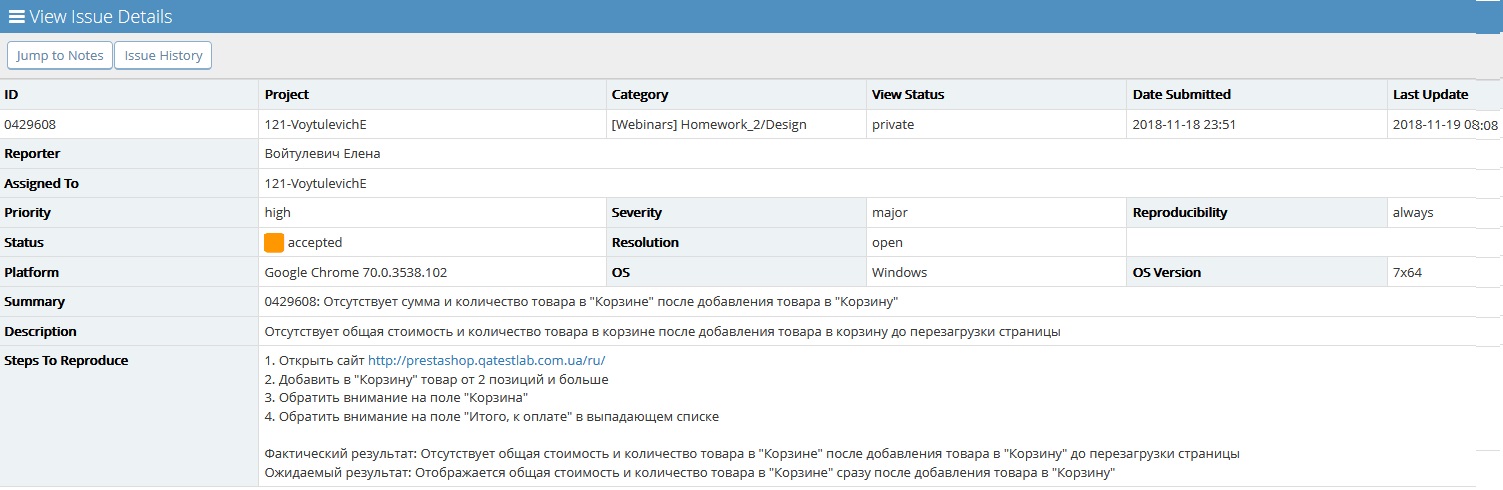 View Issue Details
Jump to Notes Issue History
ID Project Category View Status Date Submitted Last Update
0429608 121-VoytulevichE [Webinars] Homework_2/Design private 2018-11-18 23:51 2018-11-19 08:08
Reporter Войтулевич Елена
Assigned To 121-VoytulevichE
Priority high Severity major Reproducibility always
Status accepted Resolution open
Platform Google Chrome 70.0.3538.102 OS Windows OS Version 7x64
Summary 0429608: Отсутствует сумма и количество товара в "Корзине" после добавления товара в "Корзину"
Description Отсутствует общая стоимость и количество товара в корзине после добавления товара в корзину до перезагрузки страницы
Steps To Reproduce 1. Открыть сайт http://prestashop.qatestlab.com.ua/ru/
2. Добавить в "Корзину" товар от 2 позиций и больше
3. Обратить внимание на поле "Корзина"
4. Обратить внимание на поле "Итого, к оплате" в выпадающем списке
Фактический результат: Отсутствует общая стоимость и количество товара в "Корзине" после добавления товара в "Корзину" до перезагрузки страницы
Ожидаемый результат: Отображается общая стоимость и количество товара в "Корзине" сразу после добавления товара в "Корзину"